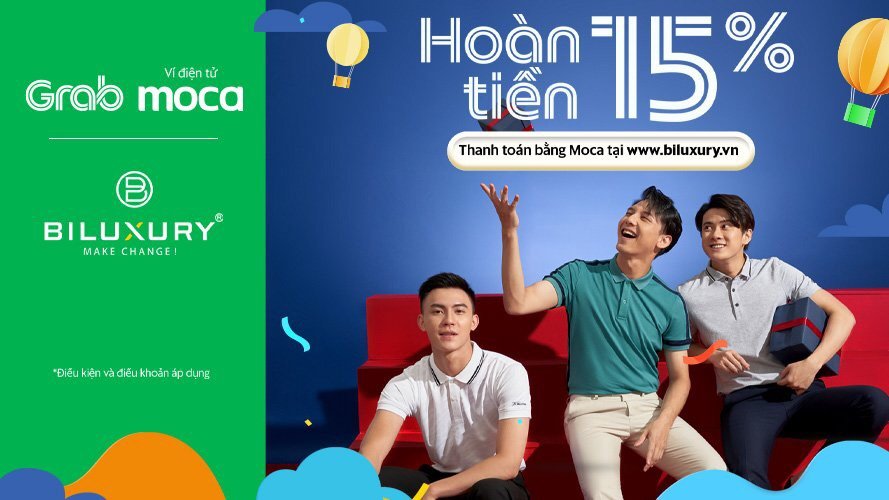 Ví điện tử
Grab moca
BILUXURY®
MAKE CHANGE!
*Điều kiện và điều khoản áp dụng
Hoàn tiền 15%
Thanh toán bằng Moca tại www.biluxury.vn